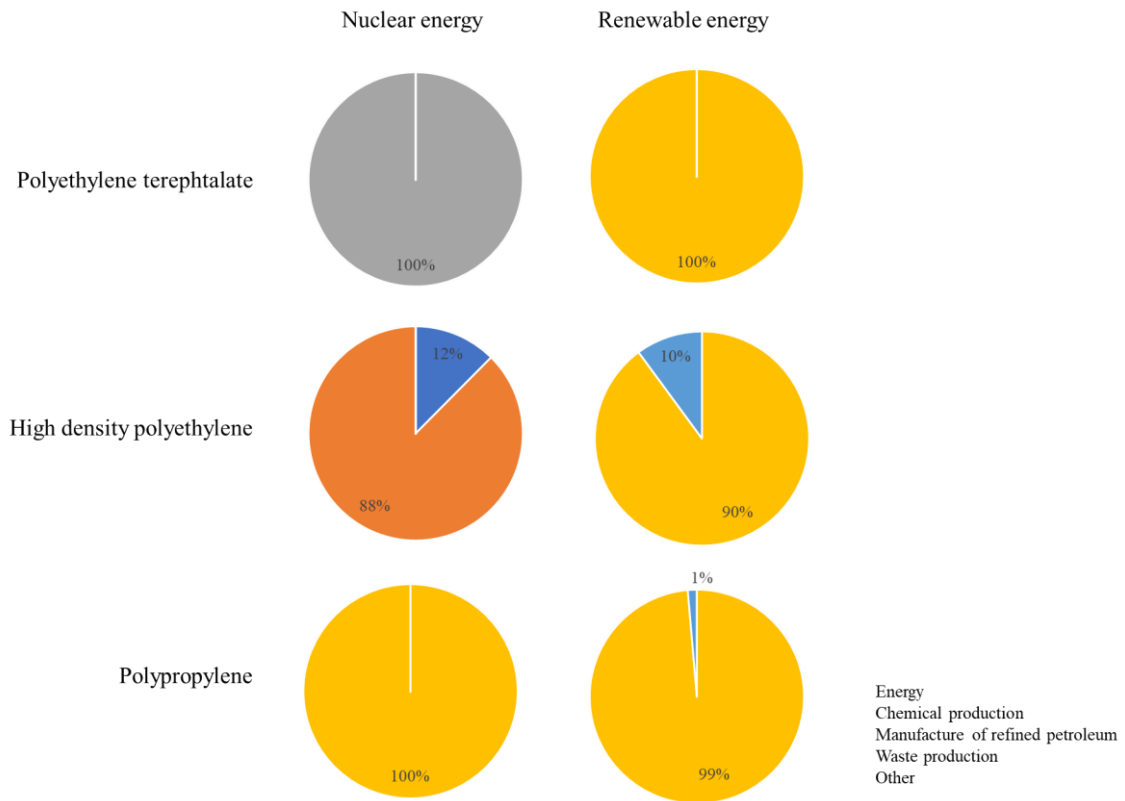 Nuclear energy
Renewable energy
Polyethylene terephtalate
100%
100%
High density polyethylene
12%
88%
10%
90%
Polypropylene
100%
1%
99%
Energy
Chemical production
Manufacture of refined petroleum
Waste production
Other